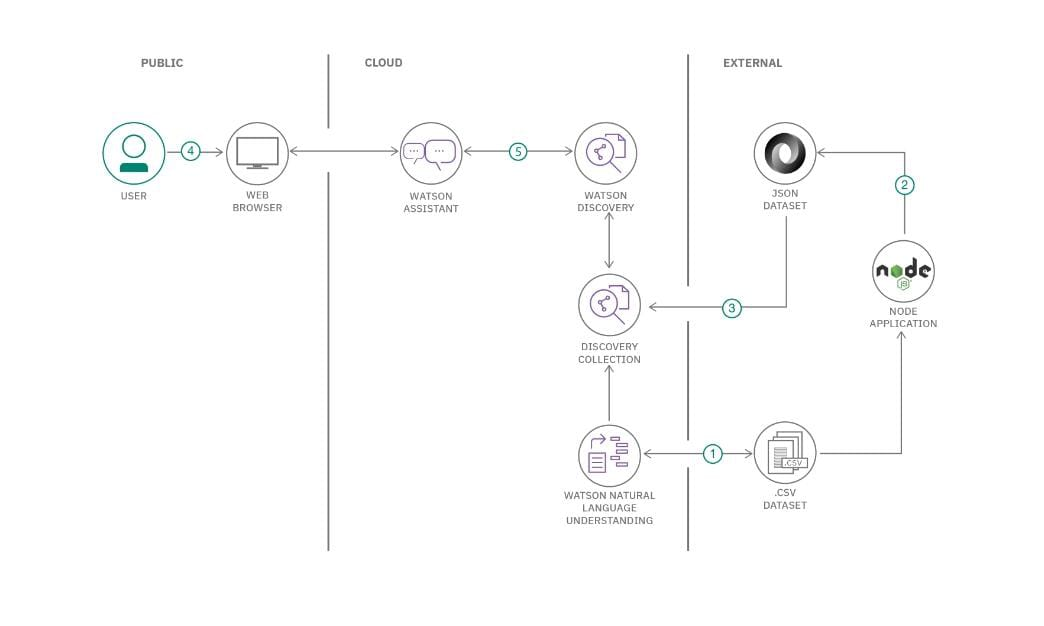 PUBLIC
CLOUD
EXTERNAL
4
5
2
USER
WEB
BROWSER
WATSON
ASSISTANT
WATSON
DISCOVERY
JSON
DATASET
node
JS
3
NODE
APPLICATION
DISCOVERY
COLLECTION
1
.CSV
WATSON NATURAL
LANGUAGE
UNDERSTANDING
.CSV
DATASET